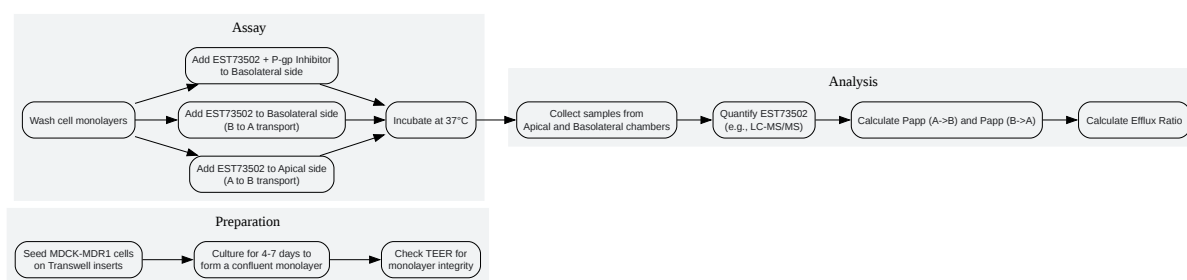 Assay
Wash cell monolayers
Add EST73502 + P-gp Inhibitor
to Basolateral side
Add EST73502 to Basolateral side
(B to A transport)
Add EST73502 to Apical side
(A to B transport)
Incubate at 37°C
Analysis
Collect samples from
Apical and Basolateral chambers
Quantify EST73502
(e.g., LC-MS/MS)
Calculate Papp (A->B) and Papp (B->A)
Calculate Efflux Ratio
Preparation
Seed MDCK-MDR1 cells
on Transwell inserts
Culture for 4-7 days to
form a confluent monolayer
Check TEER for
monolayer integrity